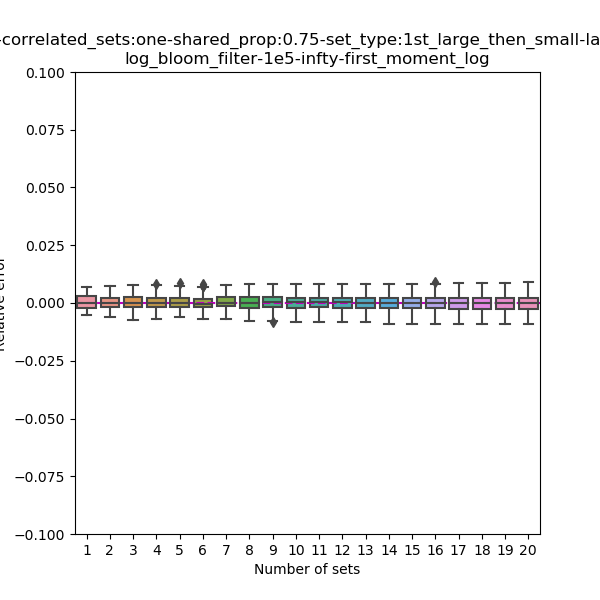 -correlated_sets:one-shared_prop:0.75-set_type:1st_large_then_small-la
log_bloom_filter-1e5-infty-first_moment_log
0.100
0.075
0.050
0.025
0.000
−0.025
−0.050
−0.075
−0.100
Relative error
1 2 3 4 5 6 7 8 9 10 11 12 13 14 15 16 17 18 19 20
Number of sets